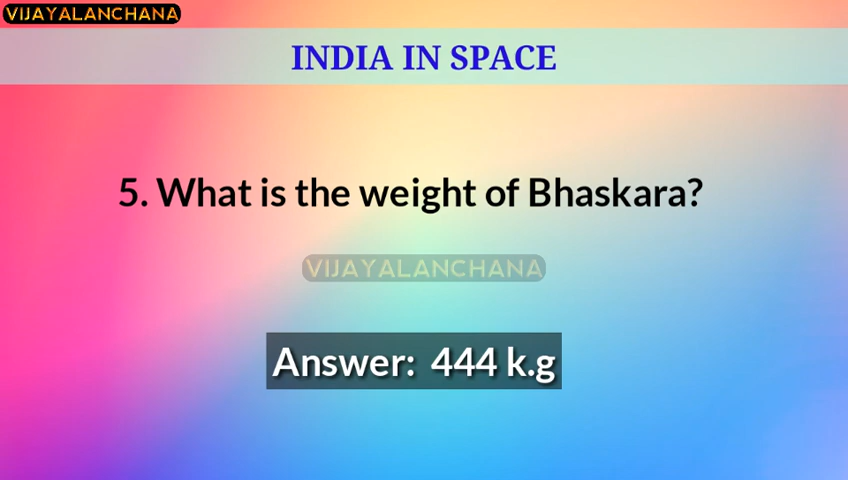 VIJAYALANCHANA
INDIA IN SPACE
5. What is the weight of Bhaskara?
VIJAYALANCHANA
Answer: 444 k.g